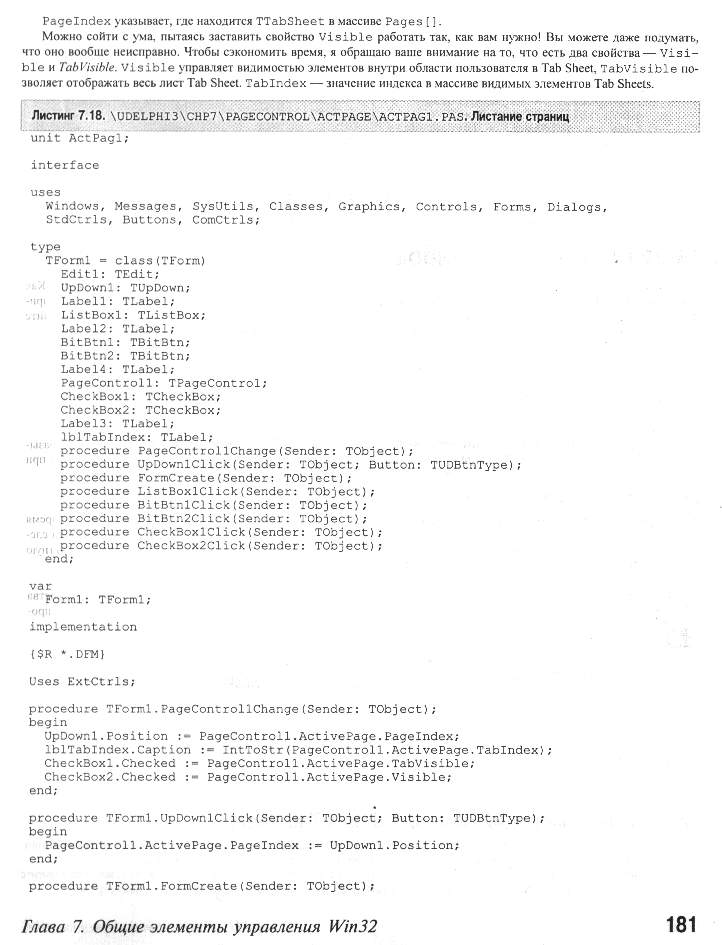 PageIndex указывает, где находится TTabSheet в массиве Pages[].
Можно сойти с ума, пытаясь заставить свойство Visible работать так, как вам нужно! Вы можете даже подумать,
что оно вообще неисправно. Чтобы сэкономить время, я обращаю ваше внимание на то, что есть два свойства — Visi-
ble и TabVisible. Visible управляет видимостью элементов внутри области пользователя в Tab Sheet, TabVisible по-
зволяет отображать весь лист Tab Sheet. TabIndex — значение индекса в массиве видимых элементов Tab Sheets.
Листинг 7.18. \UDELPHI3\CHP7\PAGECONTROL\ACTPAGE\ACTPAG1.PAS. Листание страниц
unit ActPag1;
interface
uses
Windows, Messages, SysUtils, Classes, Graphics, Controls, Forms, Dialogs,
StdCtrls, Buttons, ComCtrls;
type
TForm1 = class(TForm)
Edit1: TEdit;
UpDown1: TUpDown;
Label1: TLabel;
ListBox1: TListBox;
Label2: TLabel;
BitBtn1: TBitBtn;
BitBtn2: TBitBtn;
Label4: TLabel;
PageControl1: TPageControl;
CheckBox1: TCheckBox;
CheckBox2: TCheckBox;
Label3: TLabel;
lblTabIndex: TLabel;
procedure PageControl1Change(Sender: TObject);
procedure UpDown1Click(Sender: TObject; Button: TUDBtnType);
procedure FormCreate(Sender: TObject);
procedure ListBox1Click(Sender: TObject);
procedure BitBtn1Click(Sender: TObject);
procedure BitBtn2Click(Sender: TObject);
procedure CheckBox1Click(Sender: TObject);
procedure CheckBox2Click(Sender: TObject);
end;
var
Form1: TForm1;
implementation
{$R *.DFM}
Uses ExtCtrls;
procedure TForm1.PageControl1Change(Sender: TObject);
begin
UpDown1.Position := PageControl1.ActivePage.PageIndex;
lblTabIndex.Caption := IntToStr(PageControl1.ActivePage.TabIndex);
CheckBox1.Checked := PageControl1.ActivePage.TabVisible;
CheckBox2.Checked := PageControl1.ActivePage.Visible;
end;
procedure TForm1.UpDown1Click(Sender: TObject; Button: TUDBtnType);
begin
PageControl1.ActivePage.PageIndex := UpDown1.Position;
end;
procedure TForm1.FormCreate(Sender: TObject);
Глава 7. Общие элементы управления Win32 181